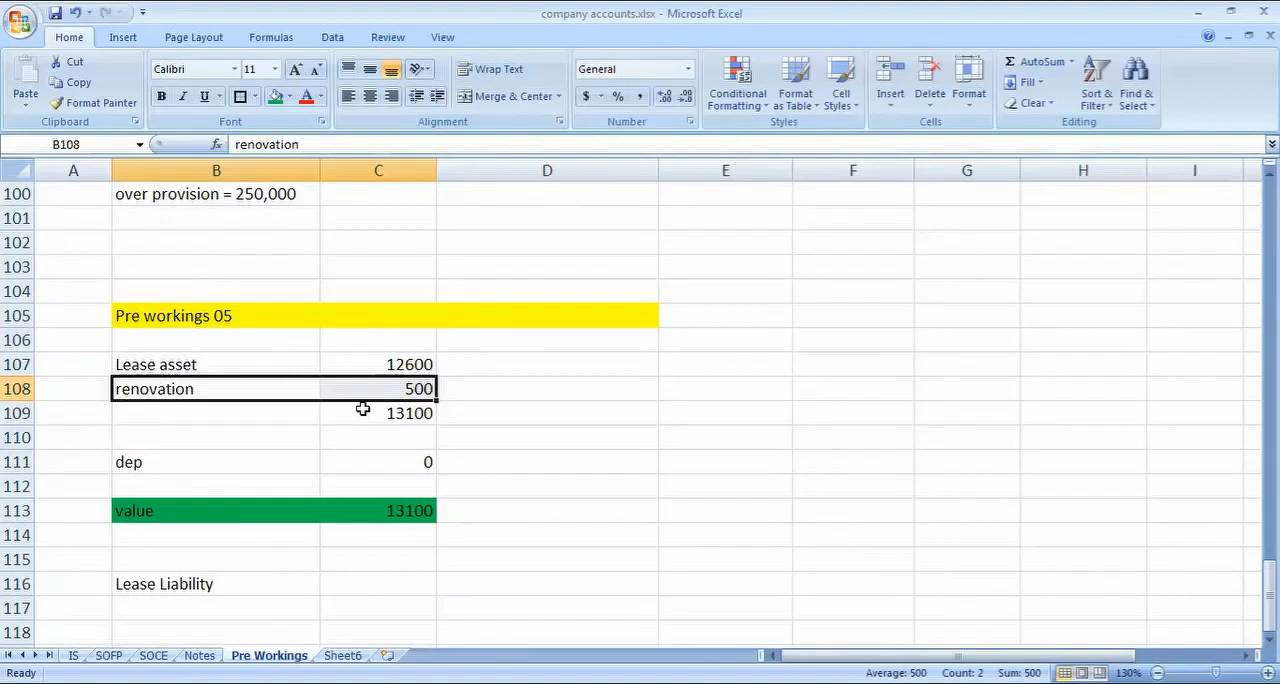 company accounts.xlsx - Microsoft Excel
Home Insert Page Layout Formulas Data Review View
Paste Cut Copy Format Painter Clipboard
Calibri 11 A A B I U A Font
Wrap Text Merge & Center Alignment
General $ % , .0 .00 .00 .0 Number
Conditional Formatting Format as Table Cell Styles Styles
Insert Delete Format Cells
Σ AutoSum Fill Clear Sort & Filter Find & Select Editing
B108 fx renovation
A B C D E F G H I
100 over provision = 250,000
101
102
103
104
105 Pre workings 05
106
107 Lease asset 12600
108 renovation 500
109 13100
110
111 dep 0
112
113 value 13100
114
115
116 Lease Liability
117
118
IS SOFP SOCE Notes Pre Workings Sheet6
Ready Average: 500 Count: 2 Sum: 500 130%